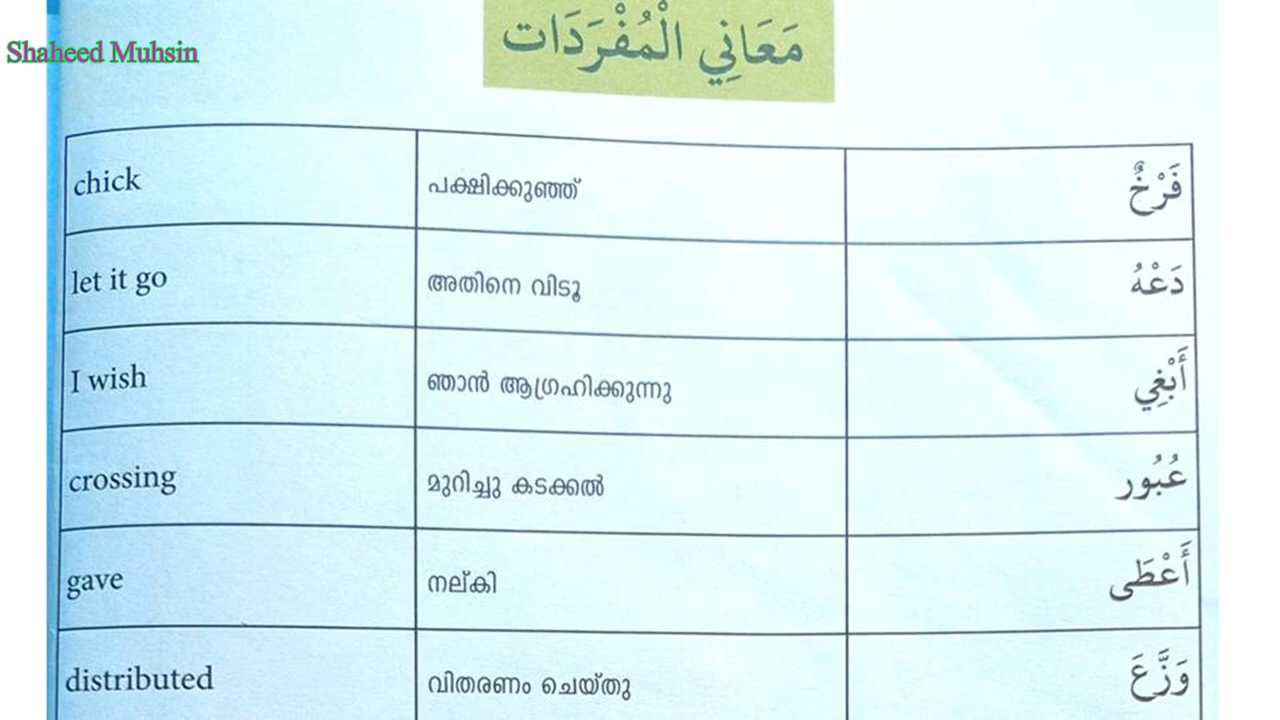 Shaheed Muhsin
مَعَانِي الْمُفْرَدَات
chick പക്ഷിക്കുഞ്ഞ് فَرْخٌ
let it go അതിനെ വിടൂ دَعْهُ
I wish ഞാൻ ആഗ്രഹിക്കുന്നു أَبْغِي
crossing മുറിച്ചു കടക്കൽ عُبُور
gave നല്കി أَعْطَى
distributed വിതരണം ചെയ്തു وَزَّعَ